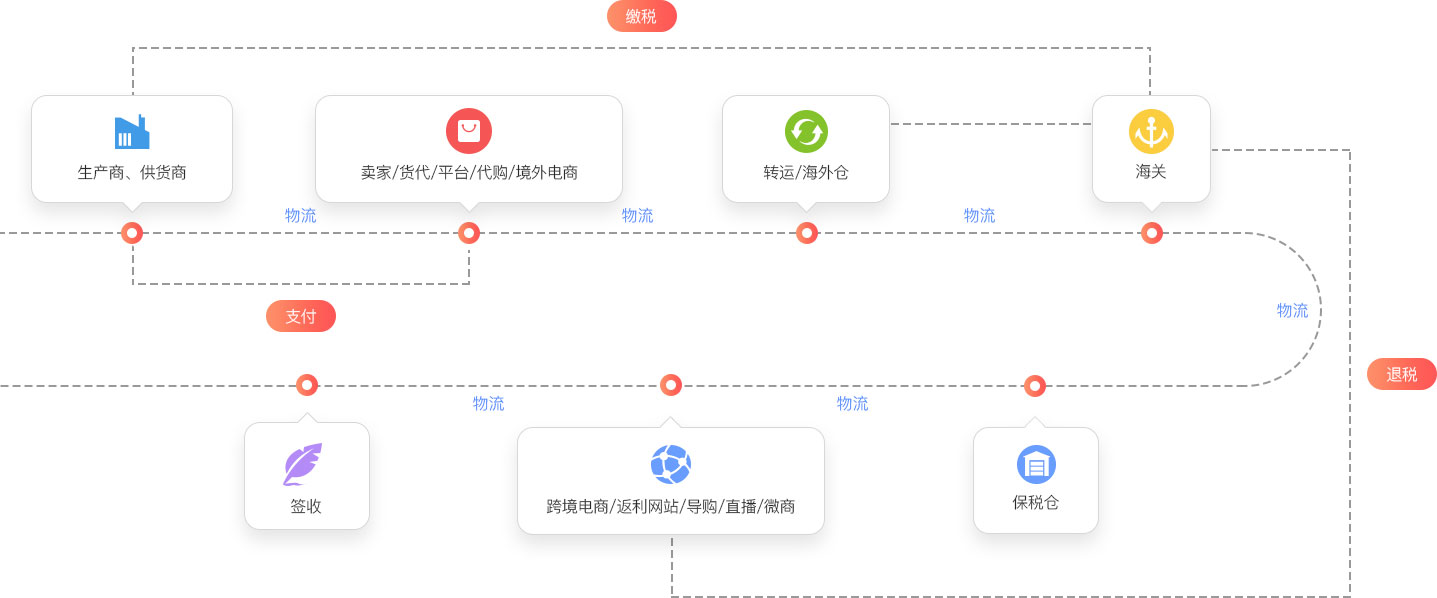 缴税
生产商、供货商
卖家/货代/平台/代购/境外电商
转运/海外仓
海关
物流
物流
物流
支付
物流
退税
物流
物流
签收
跨境电商/返利网站/导购/直播/微商
保税仓